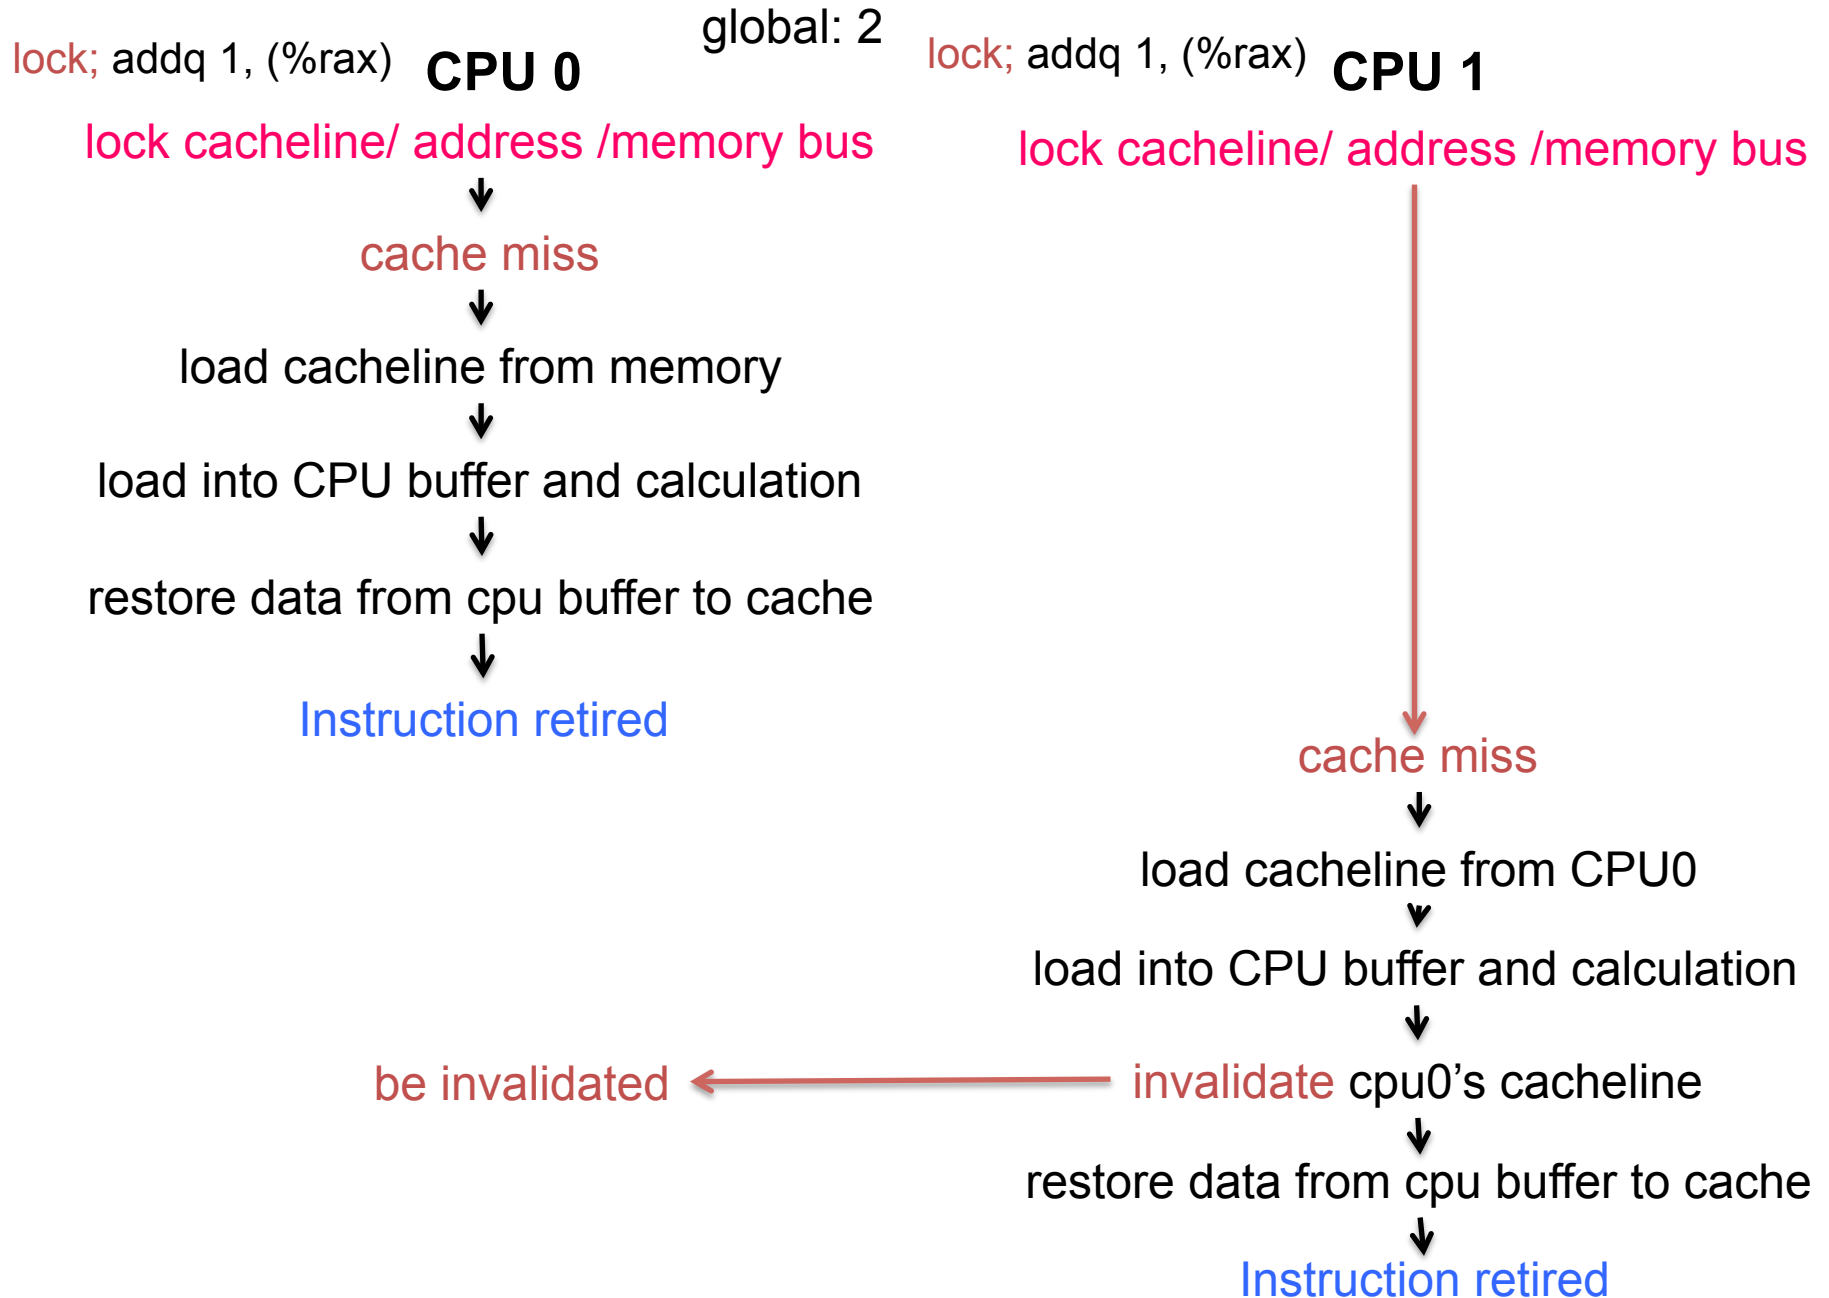 global: 2
lock; addq 1, (%rax) CPU 0
lock cacheline/ address /memory bus
cache miss
load cacheline from memory
load into CPU buffer and calculation
restore data from cpu buffer to cache
Instruction retired
be invalidated
lock; addq 1, (%rax) CPU 1
lock cacheline/ address /memory bus
cache miss
load cacheline from CPU0
load into CPU buffer and calculation
invalidate cpu0’s cacheline
restore data from cpu buffer to cache
Instruction retired